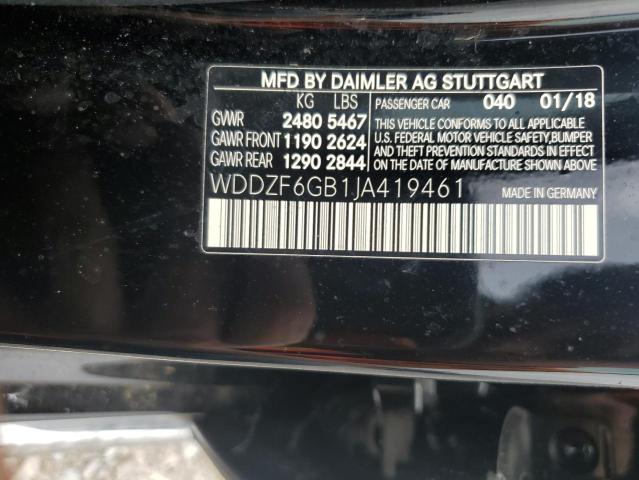 MFD BY DAIMLER AG STUTTGART
KG LBS PASSENGER CAR 040 01/18
GVWR 2480 5467 THIS VEHICLE CONFORMS TO ALL APPLICABLE
GAWR FRONT 1190 2624 U.S. FEDERAL MOTOR VEHICLE SAFETY, BUMPER
AND THEFT PREVENTION STANDARDS IN EFFECT
GAWR REAR 1290 2844 ON THE DATE OF MANUFACTURE SHOWN ABOVE.
WDDZF6GB1JA419461 MADE IN GERMANY